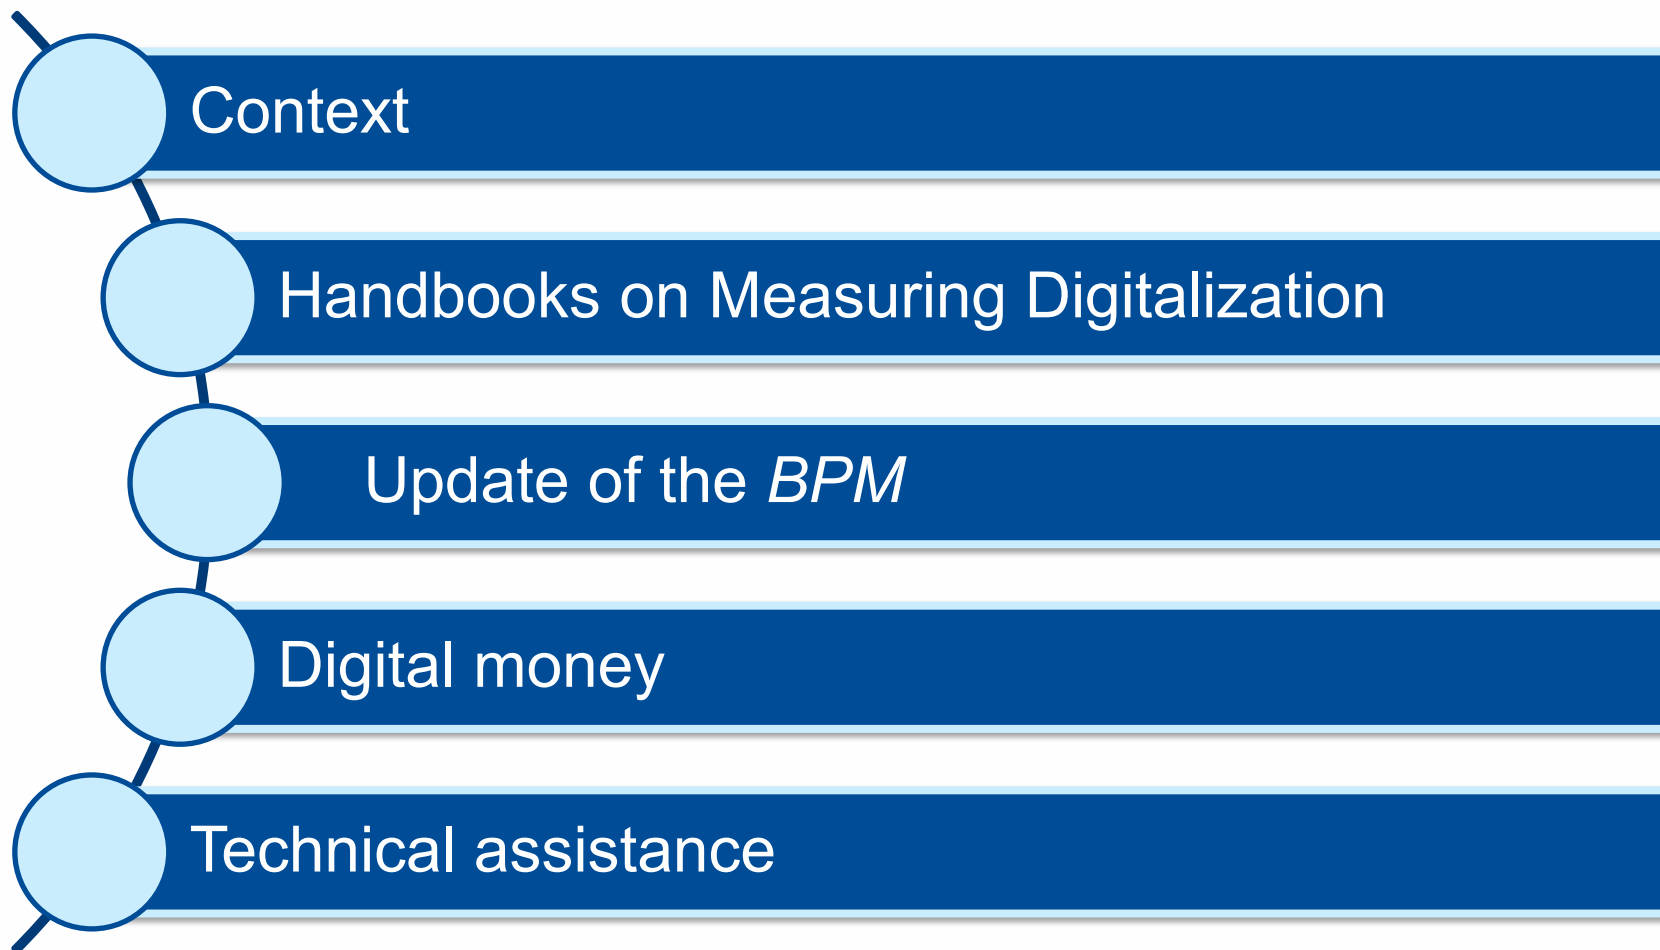 Context
Handbooks on Measuring Digitalization
Update of the BPM
Digital money
Technical assistance